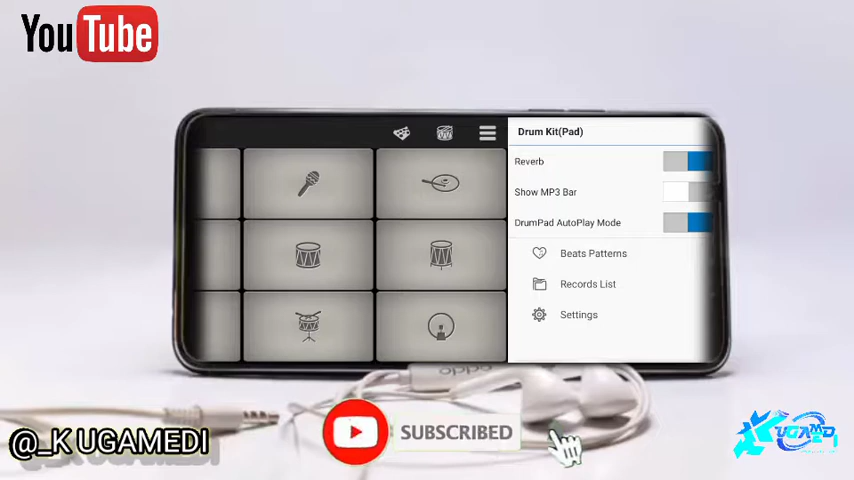 YouTube
Drum Kit(Pad)
Reverb
Show MP3 Bar
DrumPad AutoPlay Mode
Beats Patterns
Records List
Settings
oppo
SUBSCRIBED
@_K UGAMEDI